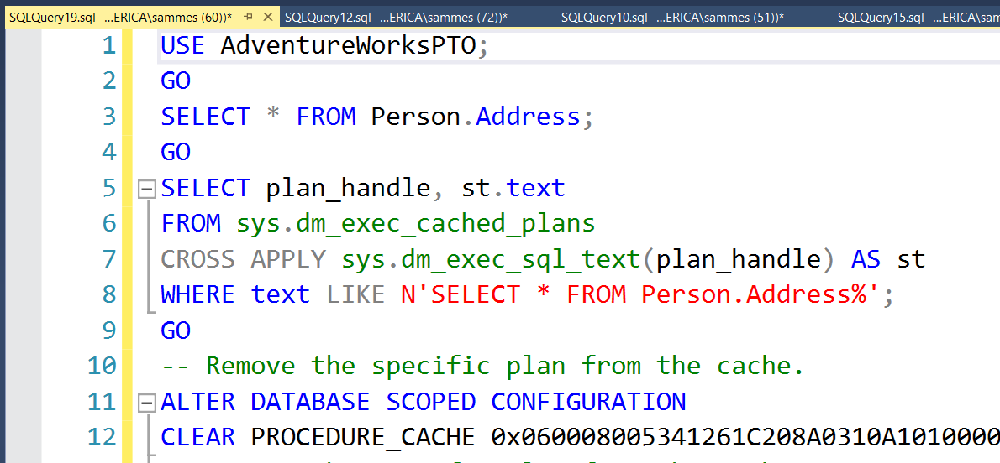 SQLQuery19.sql -...ERICA\sammes (60))* SQLQuery12.sql -...ERICA\sammes (72))* SQLQuery10.sql -...ERICA\sammes (51))* SQLQuery15.sql -...ERICA\sam
1 USE AdventureWorksPTO;
2 GO
3 SELECT * FROM Person.Address;
4 GO
5 SELECT plan_handle, st.text
6 FROM sys.dm_exec_cached_plans
7 CROSS APPLY sys.dm_exec_sql_text(plan_handle) AS st
8 WHERE text LIKE N'SELECT * FROM Person.Address%';
9 GO
10 -- Remove the specific plan from the cache.
11 ALTER DATABASE SCOPED CONFIGURATION
12 CLEAR PROCEDURE_CACHE 0x060008005341261C208A0310A1010000